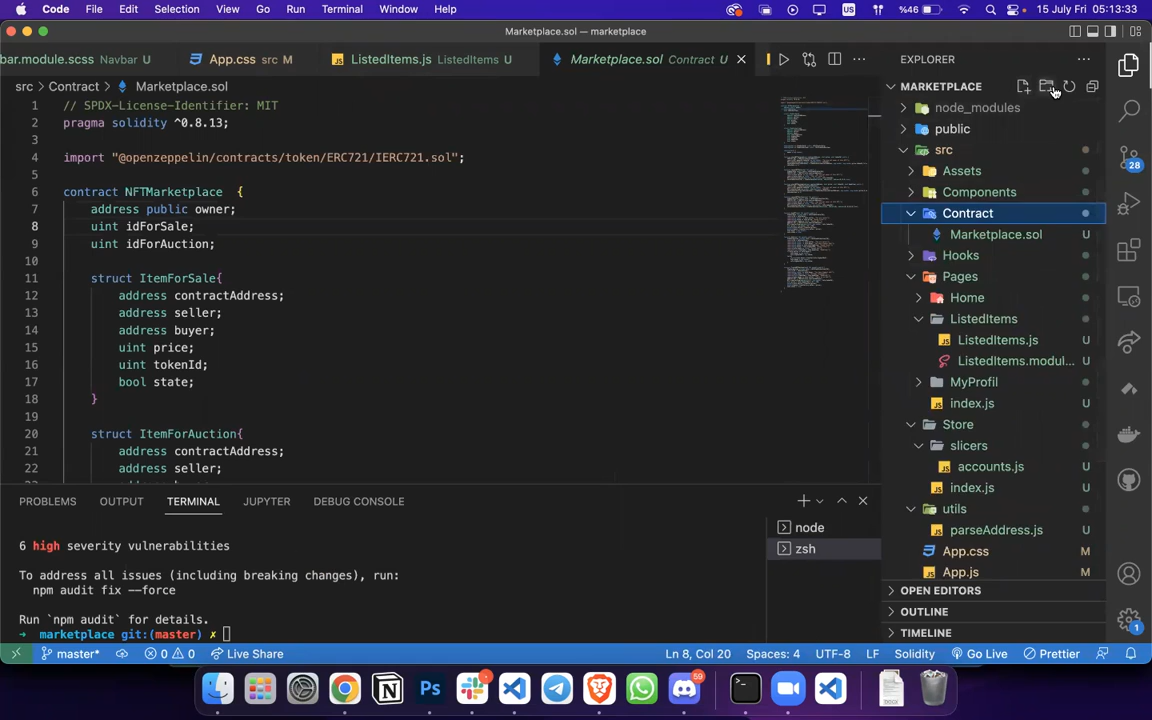 Code File Edit Selection View Go Run Terminal Window Help
US %46 15 July Fri 05:13:33
Marketplace.sol — marketplace
bar.module.scss Navbar U App.css src M ListedItems.js ListedItems U Marketplace.sol Contract U
src Contract Marketplace.sol
1 // SPDX-License-Identifier: MIT
2 pragma solidity ^0.8.13;
3
4 import "@openzeppelin/contracts/token/ERC721/IERC721.sol";
5
6 contract NFTMarketplace {
7 address public owner;
8 uint idForSale;
9 uint idForAuction;
10
11 struct ItemForSale{
12 address contractAddress;
13 address seller;
14 address buyer;
15 uint price;
16 uint tokenId;
17 bool state;
18 }
19
20 struct ItemForAuction{
21 address contractAddress;
22 address seller;
PROBLEMS OUTPUT TERMINAL JUPYTER DEBUG CONSOLE
6 high severity vulnerabilities
To address all issues (including breaking changes), run:
npm audit fix --force
Run `npm audit` for details.
➜ marketplace git:(master) ✗
node
zsh
EXPLORER
MARKETPLACE
node_modules
public
src
Assets
Components
Contract
Marketplace.sol U
Hooks
Pages
Home
ListedItems
ListedItems.js U
ListedItems.modul... U
MyProfil
index.js U
Store
slicers
accounts.js U
index.js U
utils
parseAddress.js U
App.css M
App.js M
OPEN EDITORS
OUTLINE
TIMELINE
28
1
master* 0 0 Live Share Ln 8, Col 20 Spaces: 4 UTF-8 LF Solidity Go Live Prettier
Ps 59